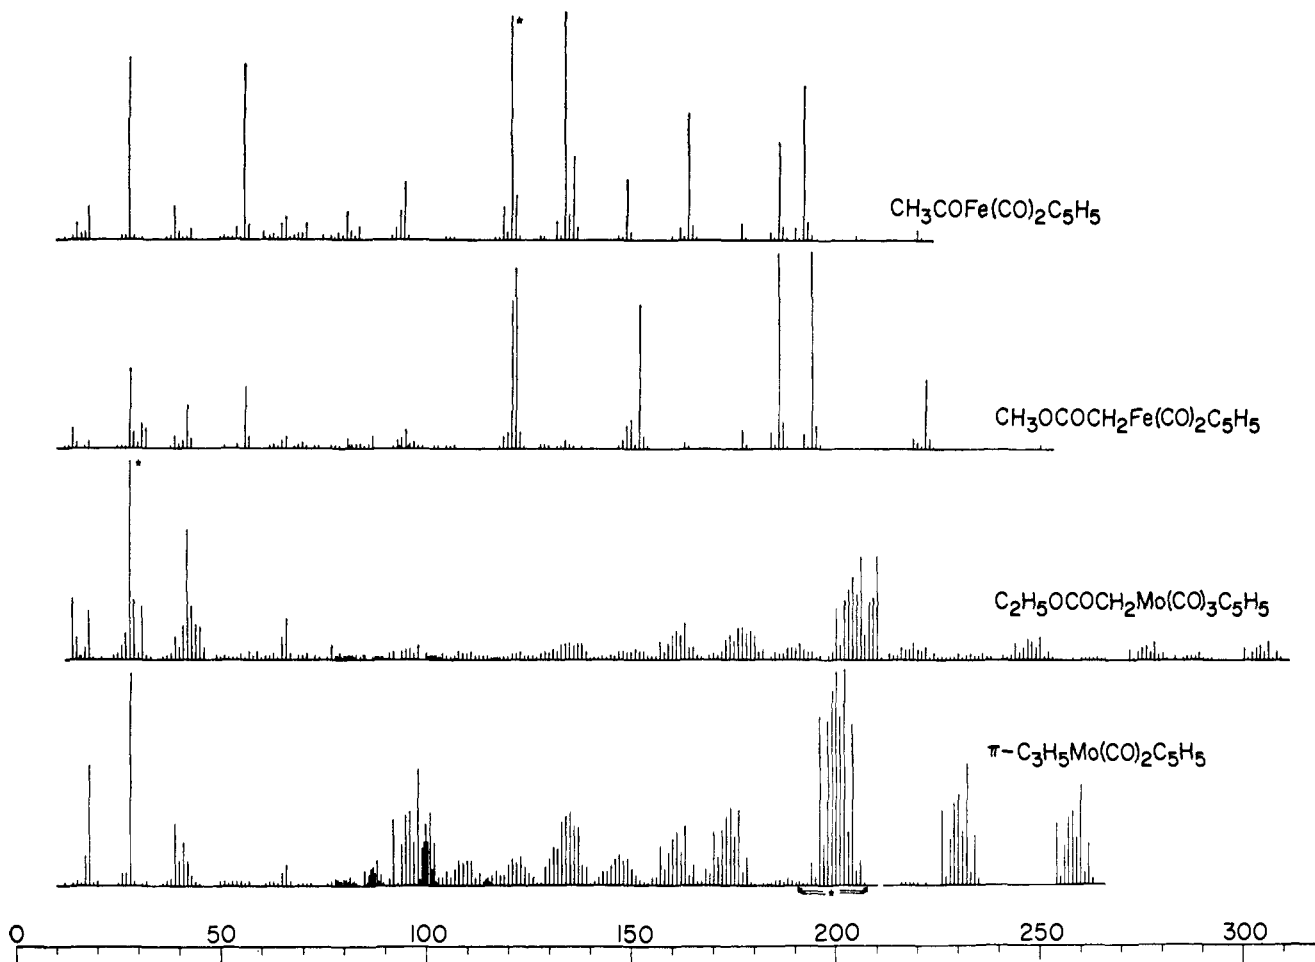 *
CH₃COFe(CO)₂C₅H₅
CH₃OCOCH₂Fe(CO)₂C₅H₅
*
C₂H₅OCOCH₂Mo(CO)₃C₅H₅
π-C₃H₅Mo(CO)₂C₅H₅
*
0 50 100 150 200 250 300